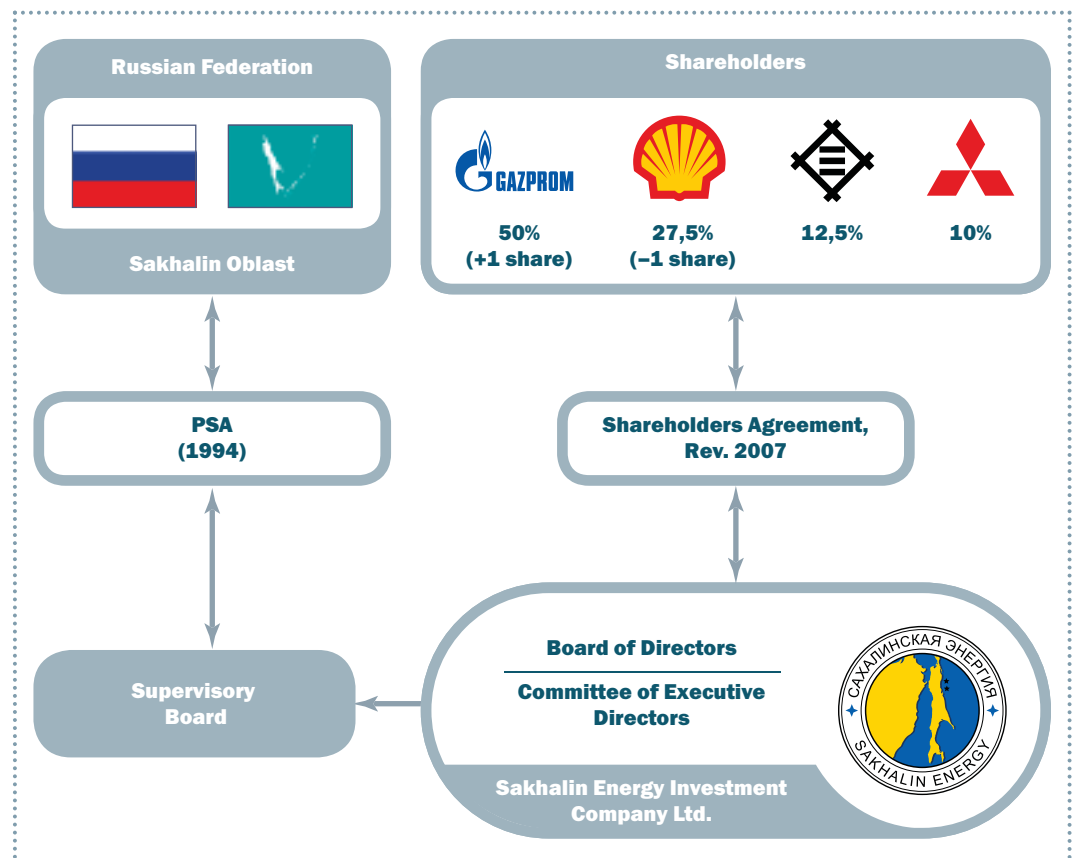 Russian Federation
Sakhalin Oblast
Shareholders
GAZPROM
50%
(+1 share)
27,5%
(–1 share)
12,5%
10%
PSA
(1994)
Shareholders Agreement,
Rev. 2007
Supervisory
Board
Board of Directors
Committee of Executive
Directors
Sakhalin Energy Investment
Company Ltd.
САХАЛИНСКАЯ ЭНЕРГИЯ
SAKHALIN ENERGY